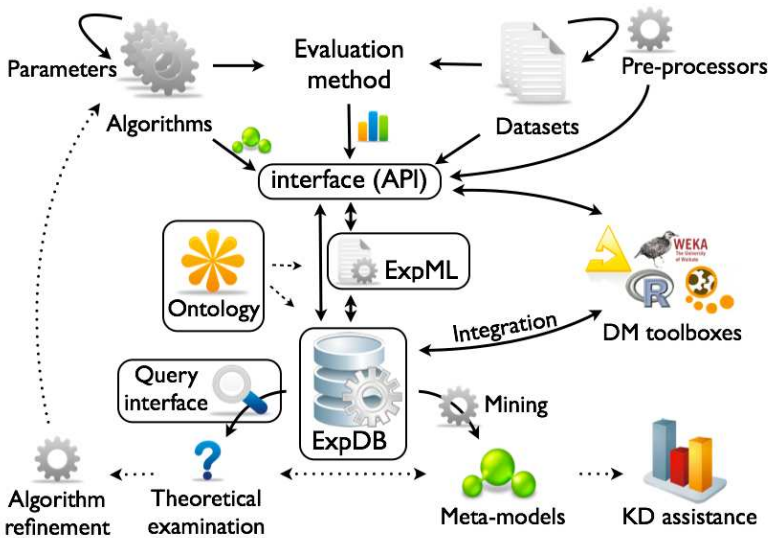 Evaluation
method
Parameters
Pre-processors
Algorithms
Datasets
interface (API)
WEKA
The University
of Waikato
ExpML
Ontology
R
Integration
DM toolboxes
Query
interface
Mining
ExpDB
?
Algorithm
refinement
Theoretical
examination
Meta-models
KD assistance